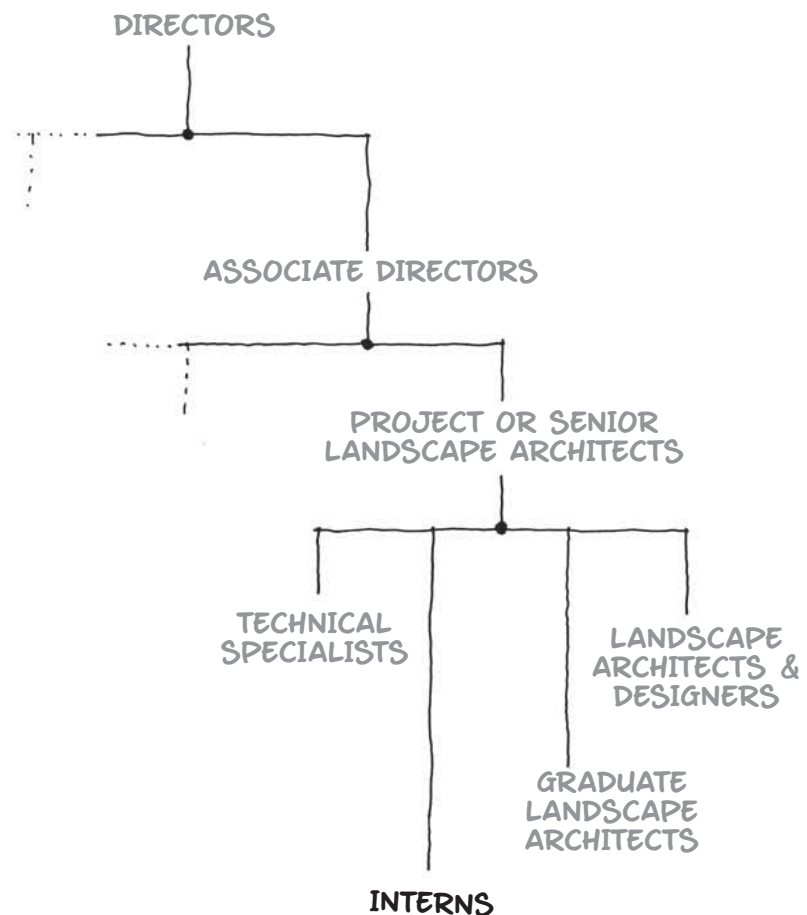 DIRECTORS
ASSOCIATE DIRECTORS
PROJECT OR SENIOR
LANDSCAPE ARCHITECTS
TECHNICAL
SPECIALISTS
LANDSCAPE
ARCHITECTS &
DESIGNERS
GRADUATE
LANDSCAPE
ARCHITECTS
INTERNS